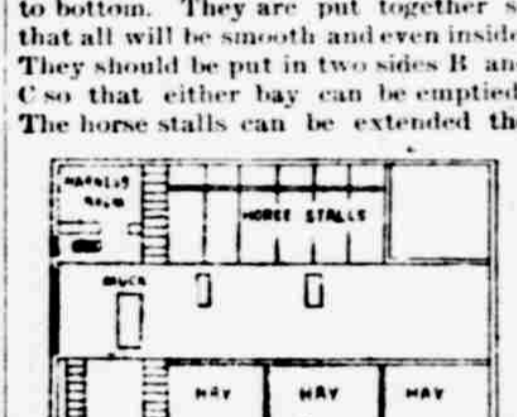 to bottom. They are put together s
that all will be smooth and even inside
They should be put in two sides B an
C so that either bay can be emptied
The horse stalls can be extended th
HARNESS
ROOM
HORSE STALLS
HAY HAY HAY